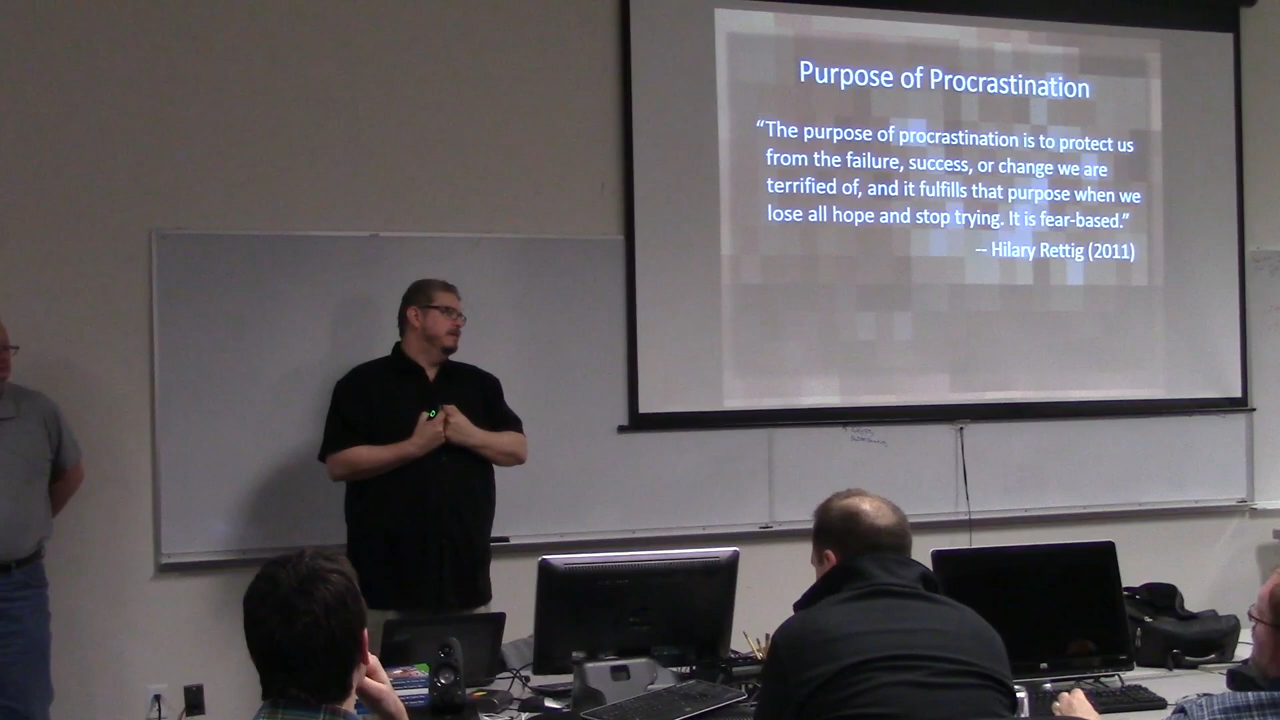 Purpose of Procrastination
“The purpose of procrastination is to protect us
from the failure, success, or change we are
terrified of, and it fulfills that purpose when we
lose all hope and stop trying. It is fear-based.”
-- Hilary Rettig (2011)